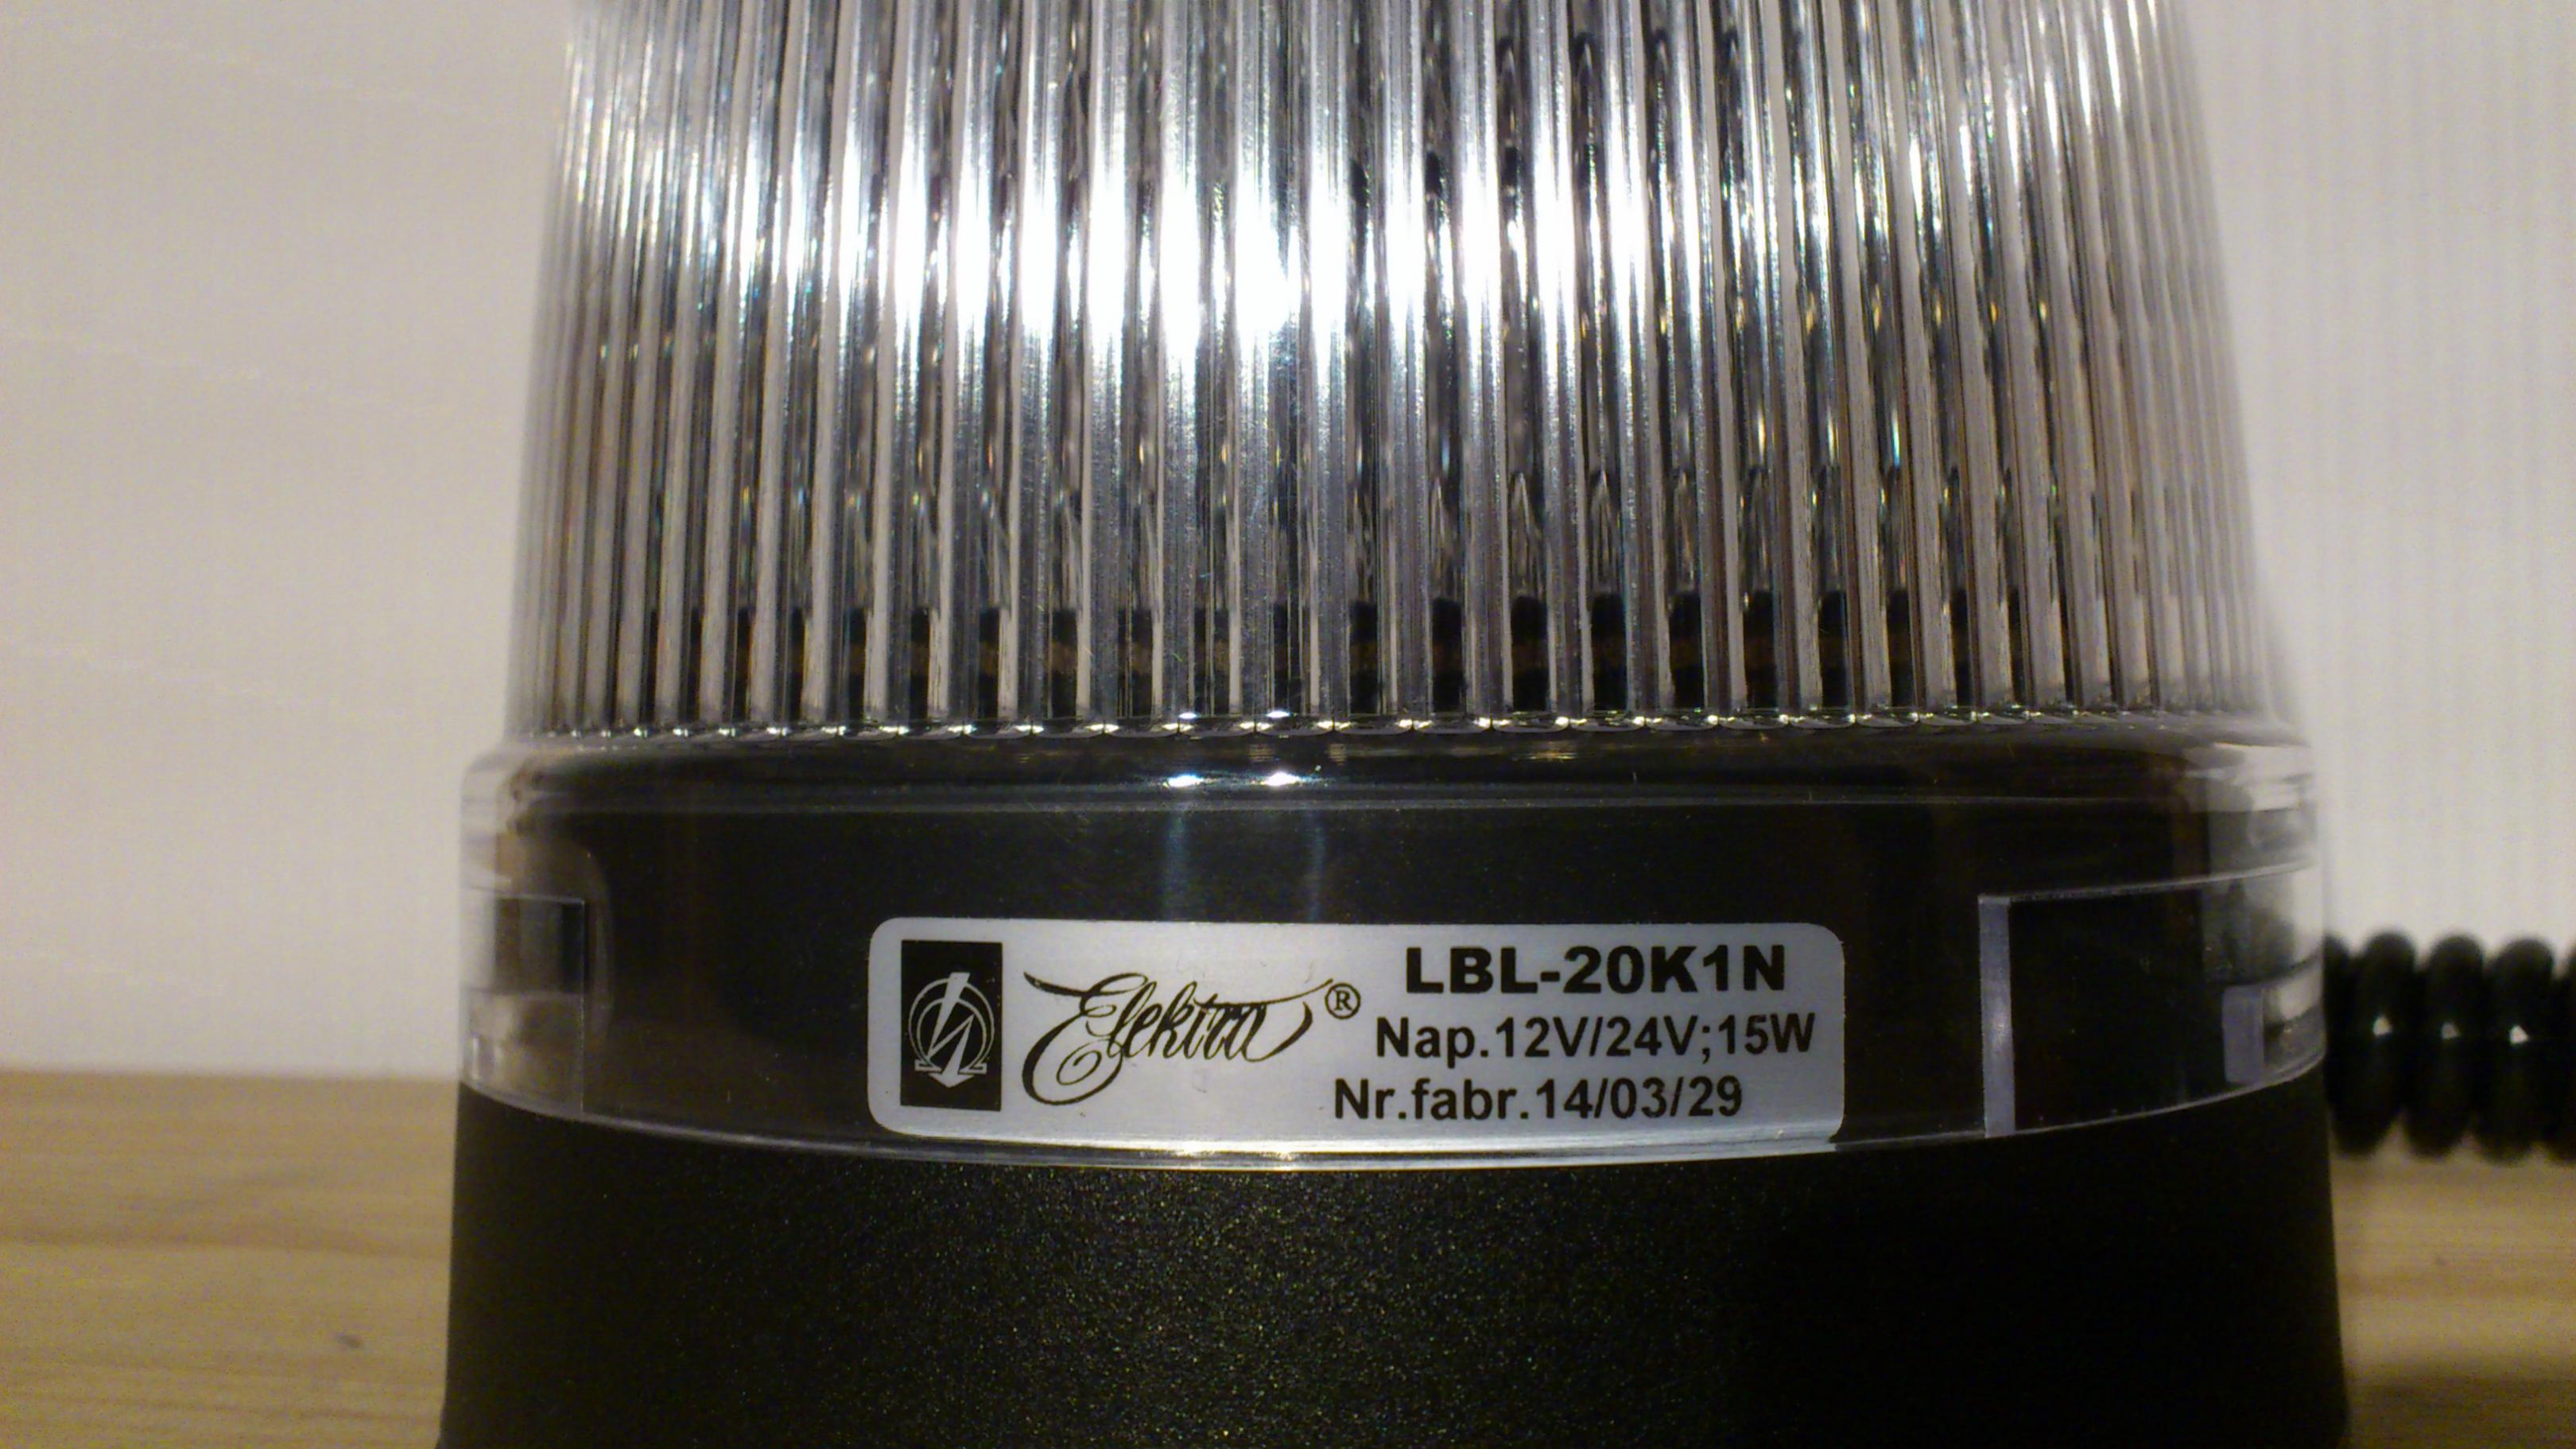 Elektra®
LBL-20K1N
Nap.12V/24V;15W
Nr.fabr.14/03/29